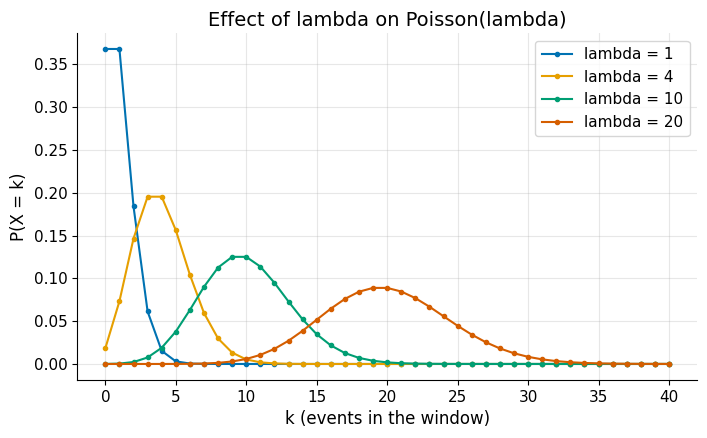 Effect of lambda on Poisson(lambda)
lambda = 1
lambda = 4
lambda = 10
lambda = 20
P(X = k)
0.35
0.30
0.25
0.20
0.15
0.10
0.05
0.00
0 5 10 15 20 25 30 35 40
k (events in the window)